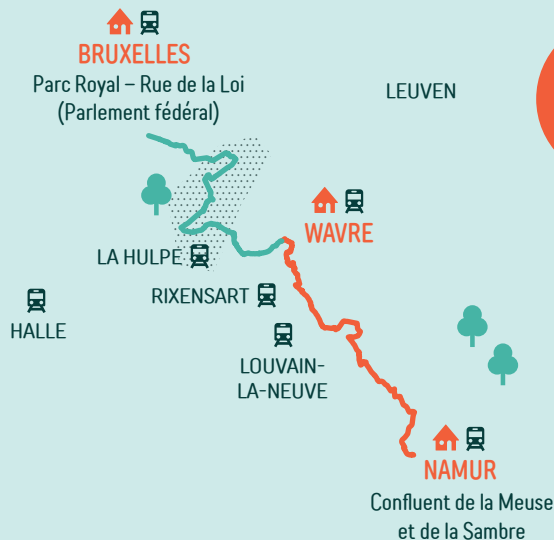 BRUXELLES
Parc Royal – Rue de la Loi
(Parlement fédéral)
LEUVEN
WAVRE
LA HULPE
RIXENSART
HALLE
LOUVAIN-
LA-NEUVE
NAMUR
Confluent de la Meuse
et de la Sambre